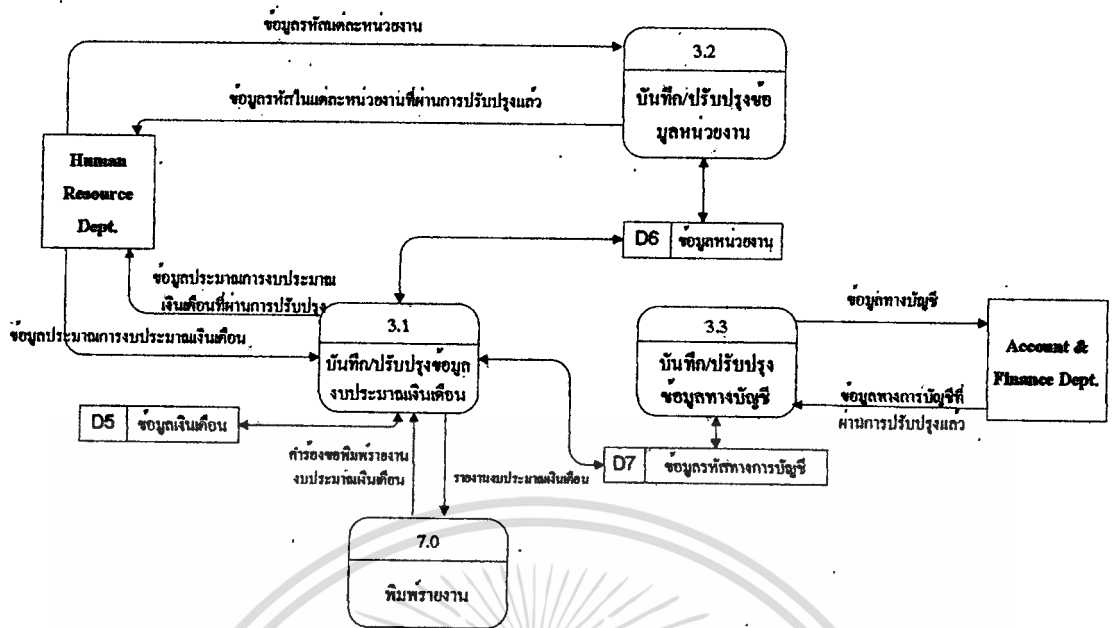 ข้อมูลรหัสแต่ละหน่วยงาน
3.2
บันทึก/ปรับปรุงข้อ
มูลหน่วยงาน
ข้อมูลรหัสในแต่ละหน่วยงานที่ผ่านการปรับปรุงแล้ว
Human
Resource
Dept.
D6 ข้อมูลหน่วยงาน
ข้อมูลประมาณการงบประมาณ
เงินเดือนที่ผ่านการปรับปรุง
ข้อมูลประมาณการงบประมาณเงินเดือน
3.1
บันทึก/ปรับปรุงข้อมูล
งบประมาณเงินเดือน
3.3
บันทึก/ปรับปรุง
ข้อมูลทางบัญชี
ข้อมูลทางบัญชี
Account &
Finance Dept.
ข้อมูลทางการบัญชีที่
ผ่านการปรับปรุงแล้ว
D5 ข้อมูลเงินเดือน
D7 ข้อมูลรหัสทางการบัญชี
คำร้องขอพิมพ์รายงาน
งบประมาณเงินเดือน
รายงานงบประมาณเงินเดือน
7.0
พิมพ์รายงาน